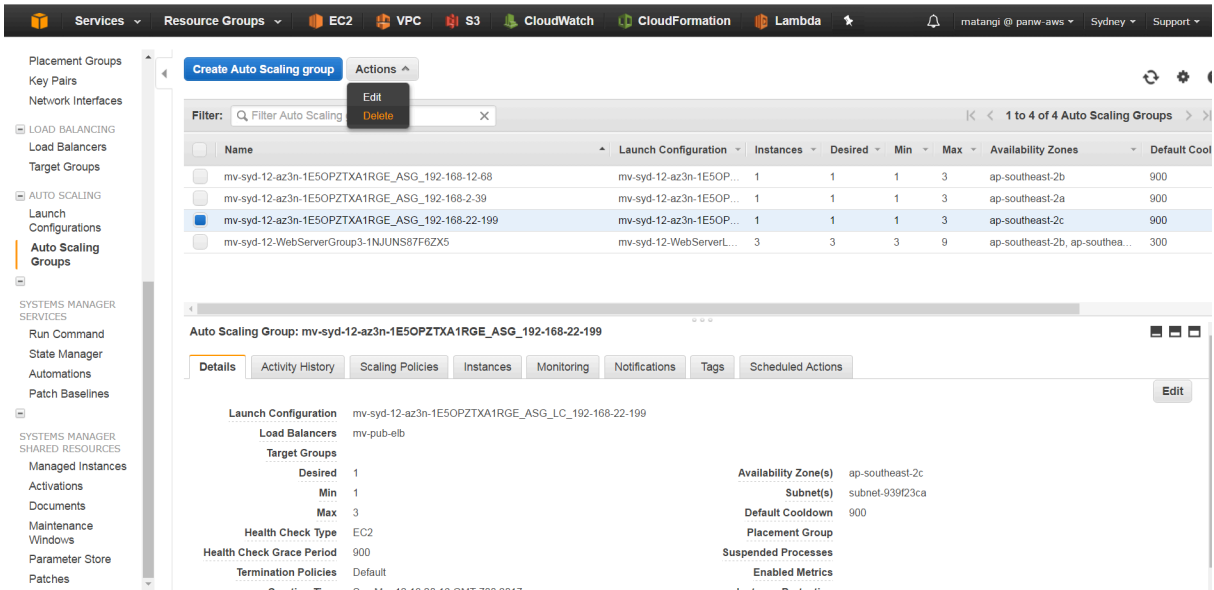 Services Resource Groups EC2 VPC S3 CloudWatch CloudFormation Lambda matangi @ panw-aws Sydney Support
Placement Groups
Key Pairs
Network Interfaces
LOAD BALANCING
Load Balancers
Target Groups
AUTO SCALING
Launch
Configurations
Auto Scaling
Groups
SYSTEMS MANAGER
SERVICES
Run Command
State Manager
Automations
Patch Baselines
SYSTEMS MANAGER
SHARED RESOURCES
Managed Instances
Activations
Documents
Maintenance
Windows
Parameter Store
Patches
Create Auto Scaling group Actions
Edit
Delete
Filter: Filter Auto Scaling 1 to 4 of 4 Auto Scaling Groups
Name Launch Configuration Instances Desired Min Max Availability Zones Default Cool
mv-syd-12-az3n-1E5OPZTXA1RGE_ASG_192-168-12-68 mv-syd-12-az3n-1E5OP... 1 1 1 3 ap-southeast-2b 900
mv-syd-12-az3n-1E5OPZTXA1RGE_ASG_192-168-2-39 mv-syd-12-az3n-1E5OP... 1 1 1 3 ap-southeast-2a 900
mv-syd-12-az3n-1E5OPZTXA1RGE_ASG_192-168-22-199 mv-syd-12-az3n-1E5OP... 1 1 1 3 ap-southeast-2c 900
mv-syd-12-WebServerGroup3-1NJUNS87F6ZX5 mv-syd-12-WebServerL... 3 3 3 9 ap-southeast-2b, ap-southea... 300
Auto Scaling Group: mv-syd-12-az3n-1E5OPZTXA1RGE_ASG_192-168-22-199
Details Activity History Scaling Policies Instances Monitoring Notifications Tags Scheduled Actions
Edit
Launch Configuration mv-syd-12-az3n-1E5OPZTXA1RGE_ASG_LC_192-168-22-199
Load Balancers mv-pub-elb
Target Groups
Desired 1 Availability Zone(s) ap-southeast-2c
Min 1 Subnet(s) subnet-939f23ca
Max 3 Default Cooldown 900
Health Check Type EC2 Placement Group
Health Check Grace Period 900 Suspended Processes
Termination Policies Default Enabled Metrics